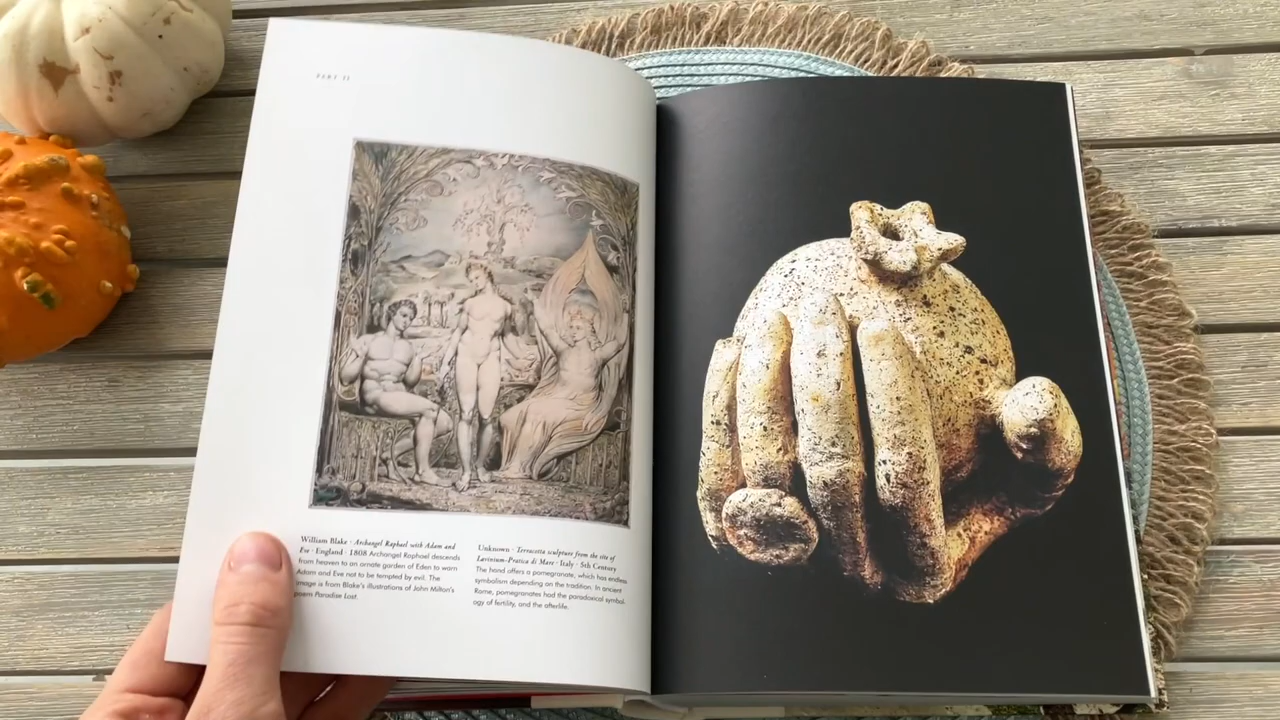 PART II
William Blake · Archangel Raphael with Adam and
Eve · England · 1808 Archangel Raphael descends
from heaven to an ornate garden of Eden to warn
Adam and Eve not to be tempted by evil. The
image is from Blake's illustrations of John Milton's
poem Paradise Lost.
Unknown · Terracotta sculpture from the site of
Lavinium-Pratica di Mare · Italy · 5th Century
The hand offers a pomegranate, which has endless
symbolism depending on the tradition. In ancient
Rome, pomegranates had the paradoxical symbol-
ogy of fertility, and the afterlife.